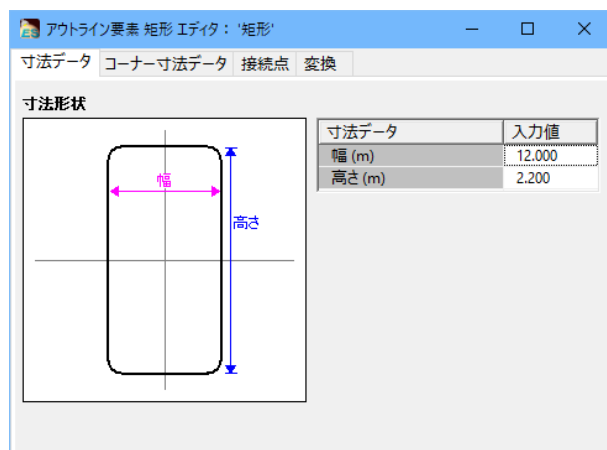 アウトライン要素 矩形 エディタ： '矩形'
寸法データ コーナー寸法データ 接続点 変換
寸法形状
寸法データ 入力値
幅 (m) 12.000
高さ (m) 2.200
幅
高さ